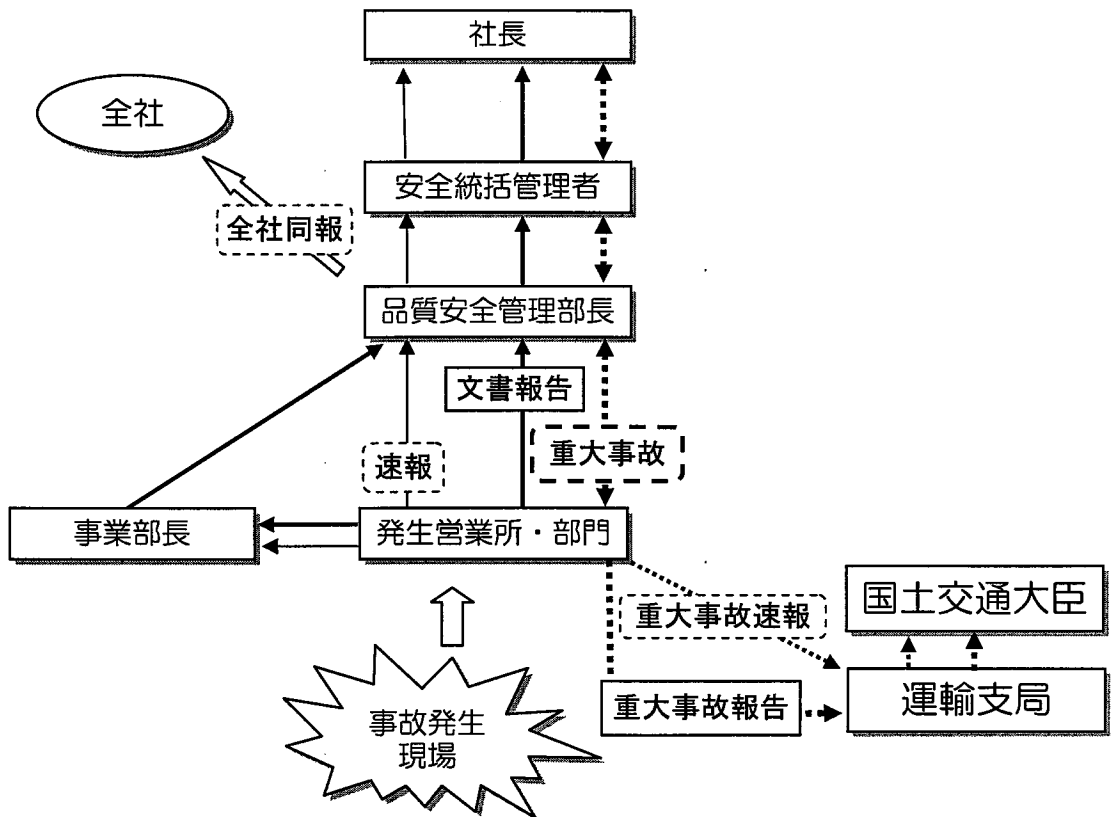 社長
全社
安全統括管理者
全社同報
品質安全管理部長
文書報告
速報
重大事故
事業部長
発生営業所・部門
国土交通大臣
重大事故速報
運輸支局
重大事故報告
事故発生
現場